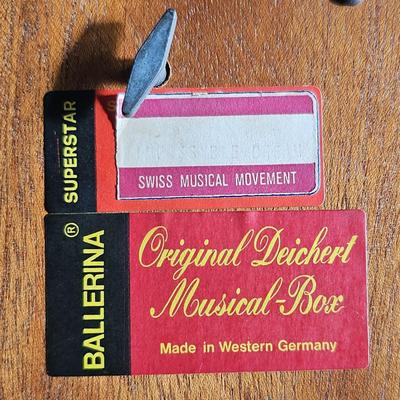 SUPERSTAR
SWISS MUSICAL MOVEMENT
BALLERINA ®
Original Deichert
Musical-Box
Made in Western Germany